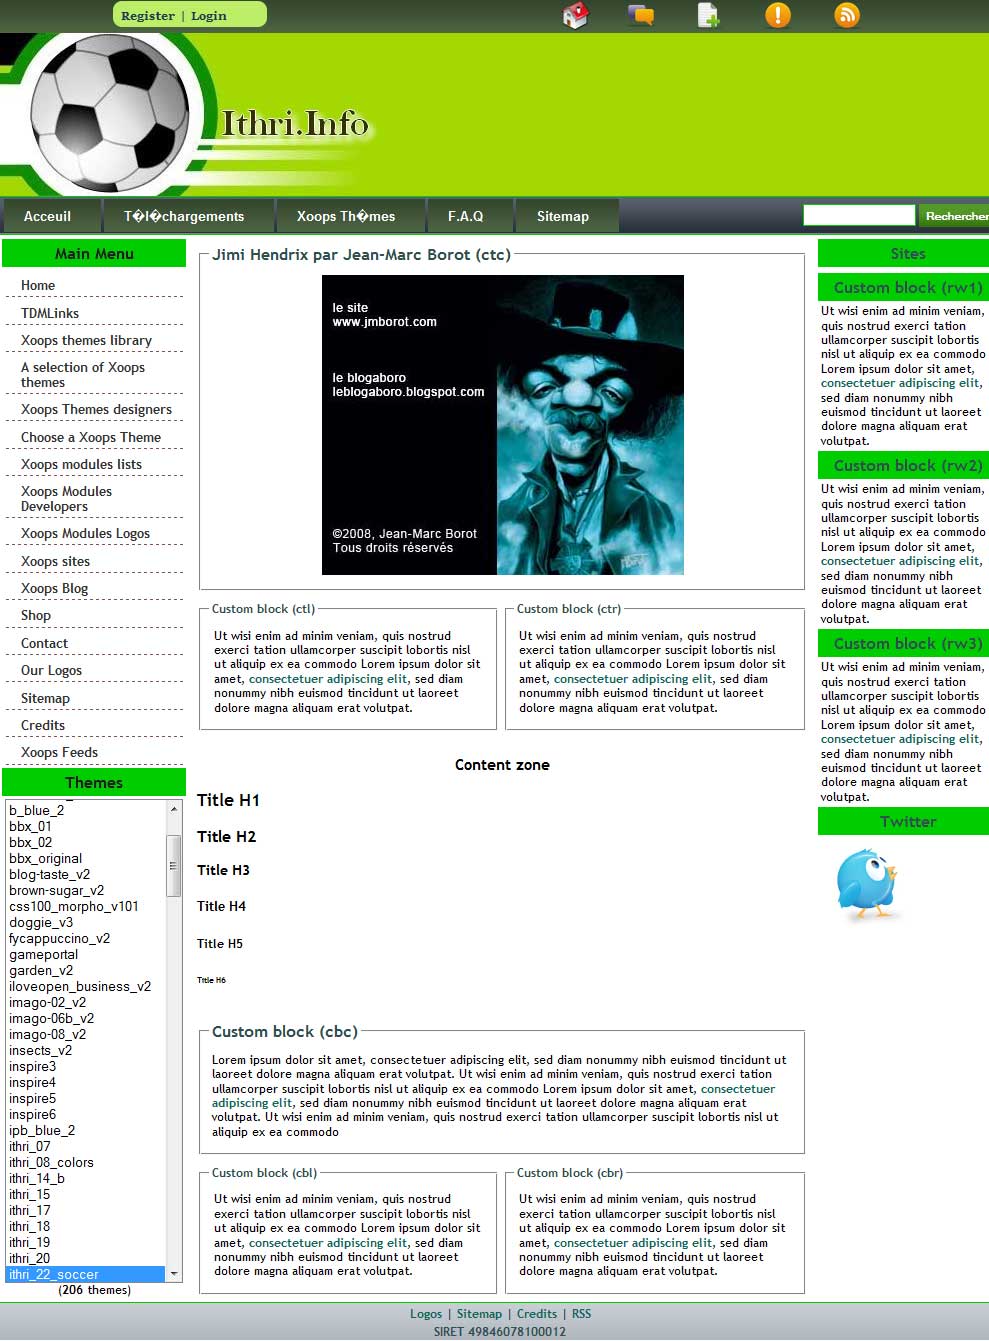 Register | Login
Ithri.Info
Acceuil
T�l�chargements
Xoops Th�mes
F.A.Q
Sitemap
Rechercher
Main Menu
Home
TDMLinks
Xoops themes library
A selection of Xoops
themes
Xoops Themes designers
Choose a Xoops Theme
Xoops modules lists
Xoops Modules
Developers
Xoops Modules Logos
Xoops sites
Xoops Blog
Shop
Contact
Our Logos
Sitemap
Credits
Xoops Feeds
Themes
b_blue_2
bbx_01
bbx_02
bbx_original
blog-taste_v2
brown-sugar_v2
css100_morpho_v101
doggie_v3
fycappuccino_v2
gameportal
garden_v2
iloveopen_business_v2
imago-02_v2
imago-06b_v2
imago-08_v2
insects_v2
inspire3
inspire4
inspire5
inspire6
ipb_blue_2
ithri_07
ithri_08_colors
ithri_14_b
ithri_15
ithri_17
ithri_18
ithri_19
ithri_20
ithri_22_soccer
(206 themes)
Jimi Hendrix par Jean-Marc Borot (ctc)
le site
www.jmborot.com
le blogaboro
leblogaboro.blogspot.com
©2008, Jean-Marc Borot
Tous droits réservés
Custom block (ctl)
Ut wisi enim ad minim veniam, quis nostrud
exerci tation ullamcorper suscipit lobortis nisl
ut aliquip ex ea commodo Lorem ipsum dolor sit
amet, consectetuer adipiscing elit, sed diam
nonummy nibh euismod tincidunt ut laoreet
dolore magna aliquam erat volutpat.
Custom block (ctr)
Ut wisi enim ad minim veniam, quis nostrud
exerci tation ullamcorper suscipit lobortis nisl
ut aliquip ex ea commodo Lorem ipsum dolor sit
amet, consectetuer adipiscing elit, sed diam
nonummy nibh euismod tincidunt ut laoreet
dolore magna aliquam erat volutpat.
Content zone
Title H1
Title H2
Title H3
Title H4
Title H5
Title H6
Custom block (cbc)
Lorem ipsum dolor sit amet, consectetuer adipiscing elit, sed diam nonummy nibh euismod tincidunt ut
laoreet dolore magna aliquam erat volutpat. Ut wisi enim ad minim veniam, quis nostrud exerci tation
ullamcorper suscipit lobortis nisl ut aliquip ex ea commodo Lorem ipsum dolor sit amet, consectetuer
adipiscing elit, sed diam nonummy nibh euismod tincidunt ut laoreet dolore magna aliquam erat
volutpat. Ut wisi enim ad minim veniam, quis nostrud exerci tation ullamcorper suscipit lobortis nisl ut
aliquip ex ea commodo
Custom block (cbl)
Ut wisi enim ad minim veniam, quis nostrud
exerci tation ullamcorper suscipit lobortis nisl
ut aliquip ex ea commodo Lorem ipsum dolor sit
amet, consectetuer adipiscing elit, sed diam
nonummy nibh euismod tincidunt ut laoreet
dolore magna aliquam erat volutpat.
Custom block (cbr)
Ut wisi enim ad minim veniam, quis nostrud
exerci tation ullamcorper suscipit lobortis nisl
ut aliquip ex ea commodo Lorem ipsum dolor sit
amet, consectetuer adipiscing elit, sed diam
nonummy nibh euismod tincidunt ut laoreet
dolore magna aliquam erat volutpat.
Sites
Custom block (rw1)
Ut wisi enim ad minim veniam,
quis nostrud exerci tation
ullamcorper suscipit lobortis
nisl ut aliquip ex ea commodo
Lorem ipsum dolor sit amet,
consectetuer adipiscing elit,
sed diam nonummy nibh
euismod tincidunt ut laoreet
dolore magna aliquam erat
volutpat.
Custom block (rw2)
Ut wisi enim ad minim veniam,
quis nostrud exerci tation
ullamcorper suscipit lobortis
nisl ut aliquip ex ea commodo
Lorem ipsum dolor sit amet,
consectetuer adipiscing elit,
sed diam nonummy nibh
euismod tincidunt ut laoreet
dolore magna aliquam erat
volutpat.
Custom block (rw3)
Ut wisi enim ad minim veniam,
quis nostrud exerci tation
ullamcorper suscipit lobortis
nisl ut aliquip ex ea commodo
Lorem ipsum dolor sit amet,
consectetuer adipiscing elit,
sed diam nonummy nibh
euismod tincidunt ut laoreet
dolore magna aliquam erat
volutpat.
Twitter
Logos | Sitemap | Credits | RSS
SIRET 49846078100012